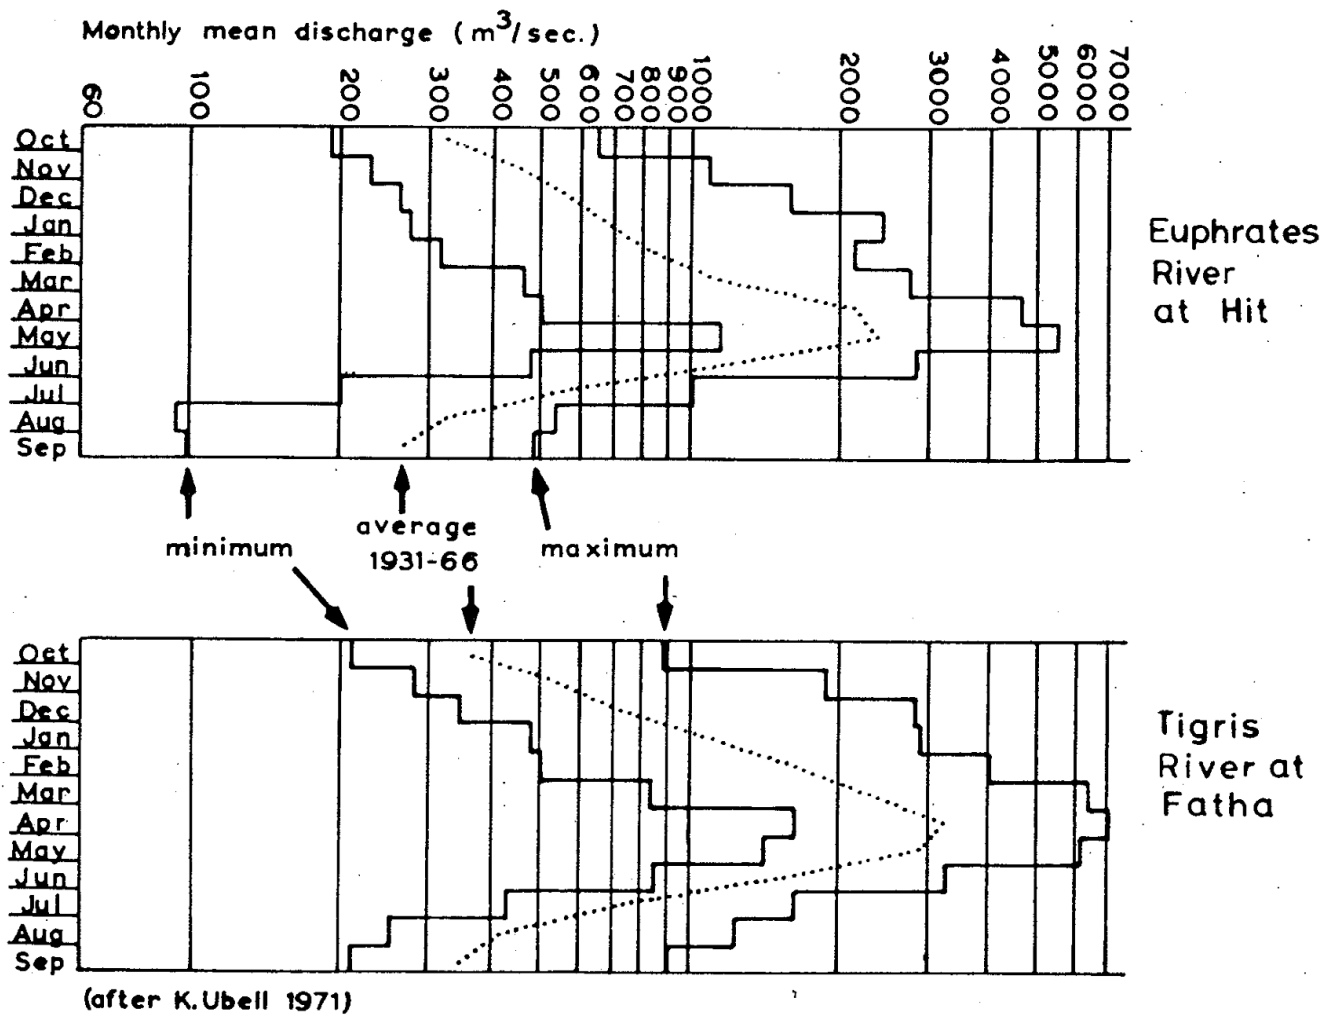 Monthly mean discharge (m³/sec.)
60 100 200 300 400 500 600 700 800 900 1000 2000 3000 4000 5000 6000 7000
Oct
Nov
Dec
Jan
Feb
Mar
Apr
May
Jun
Jul
Aug
Sep
Euphrates
River
at Hit
minimum
average
1931-66
maximum
Oct
Nov
Dec
Jan
Feb
Mar
Apr
May
Jun
Jul
Aug
Sep
Tigris
River at
Fatha
(after K. Ubell 1971)